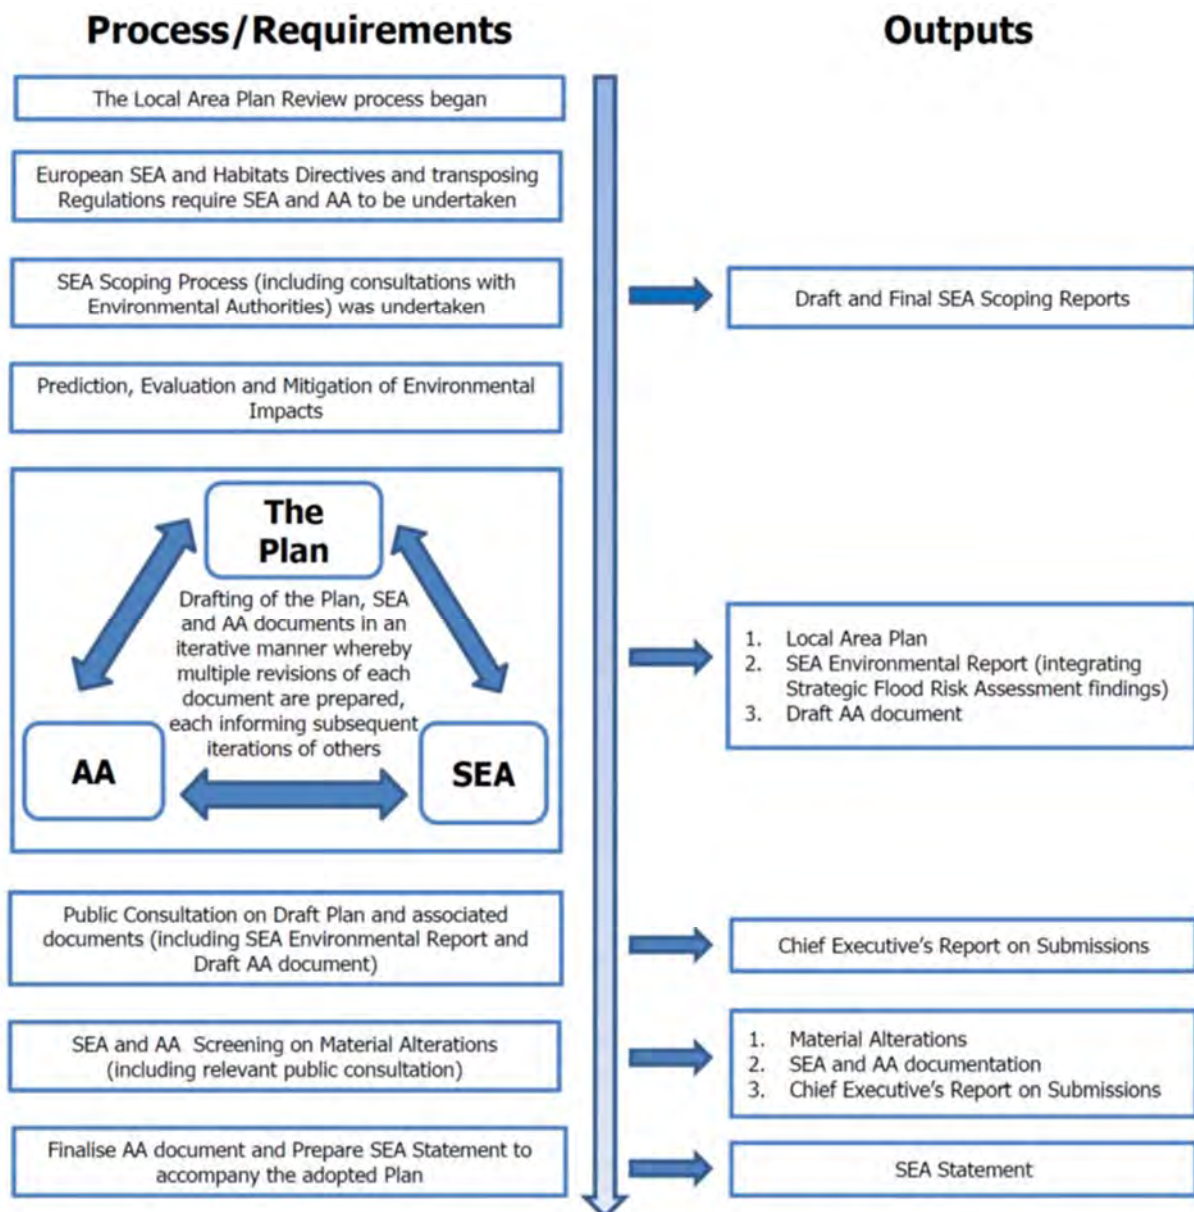 Process/Requirements
Outputs
The Local Area Plan Review process began
European SEA and Habitats Directives and transposing
Regulations require SEA and AA to be undertaken
SEA Scoping Process (including consultations with
Environmental Authorities) was undertaken
Draft and Final SEA Scoping Reports
Prediction, Evaluation and Mitigation of Environmental
Impacts
The
Plan
Drafting of the Plan, SEA
and AA documents in an
iterative manner whereby
multiple revisions of each
document are prepared,
each informing subsequent
iterations of others
AA
SEA
1. Local Area Plan
2. SEA Environmental Report (integrating
Strategic Flood Risk Assessment findings)
3. Draft AA document
Public Consultation on Draft Plan and associated
documents (including SEA Environmental Report and
Draft AA document)
Chief Executive's Report on Submissions
SEA and AA Screening on Material Alterations
(including relevant public consultation)
1. Material Alterations
2. SEA and AA documentation
3. Chief Executive's Report on Submissions
Finalise AA document and Prepare SEA Statement to
accompany the adopted Plan
SEA Statement